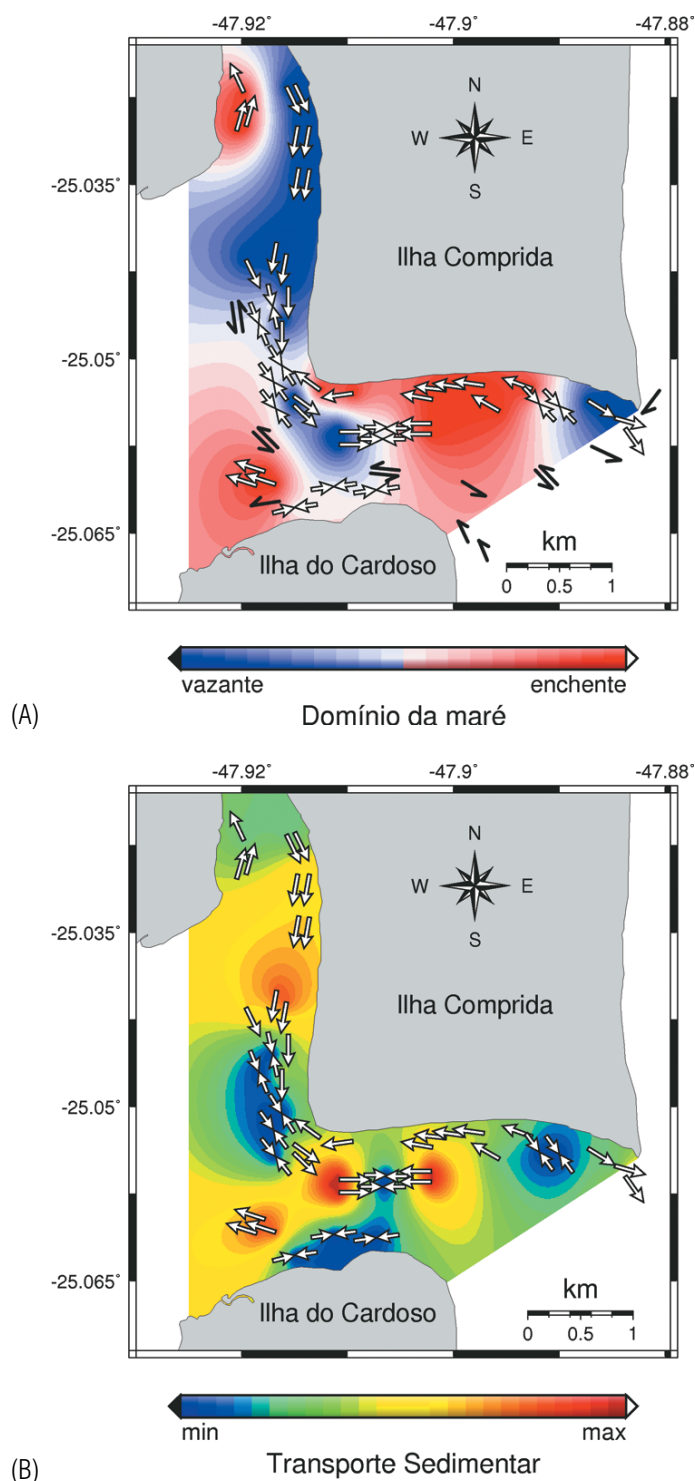 -47.92° -47.9 -47.88°
N
W E
S
-25.035°
Ilha Comprida
-25.05°
-25.065°
Ilha do Cardoso
km
0 0.5 1
vazante enchente
(A) Domínio da maré
-47.92° -47.9 -47.88°
N
W E
S
-25.035°
Ilha Comprida
-25.05°
-25.065°
Ilha do Cardoso
km
0 0.5 1
min max
(B) Transporte Sedimentar